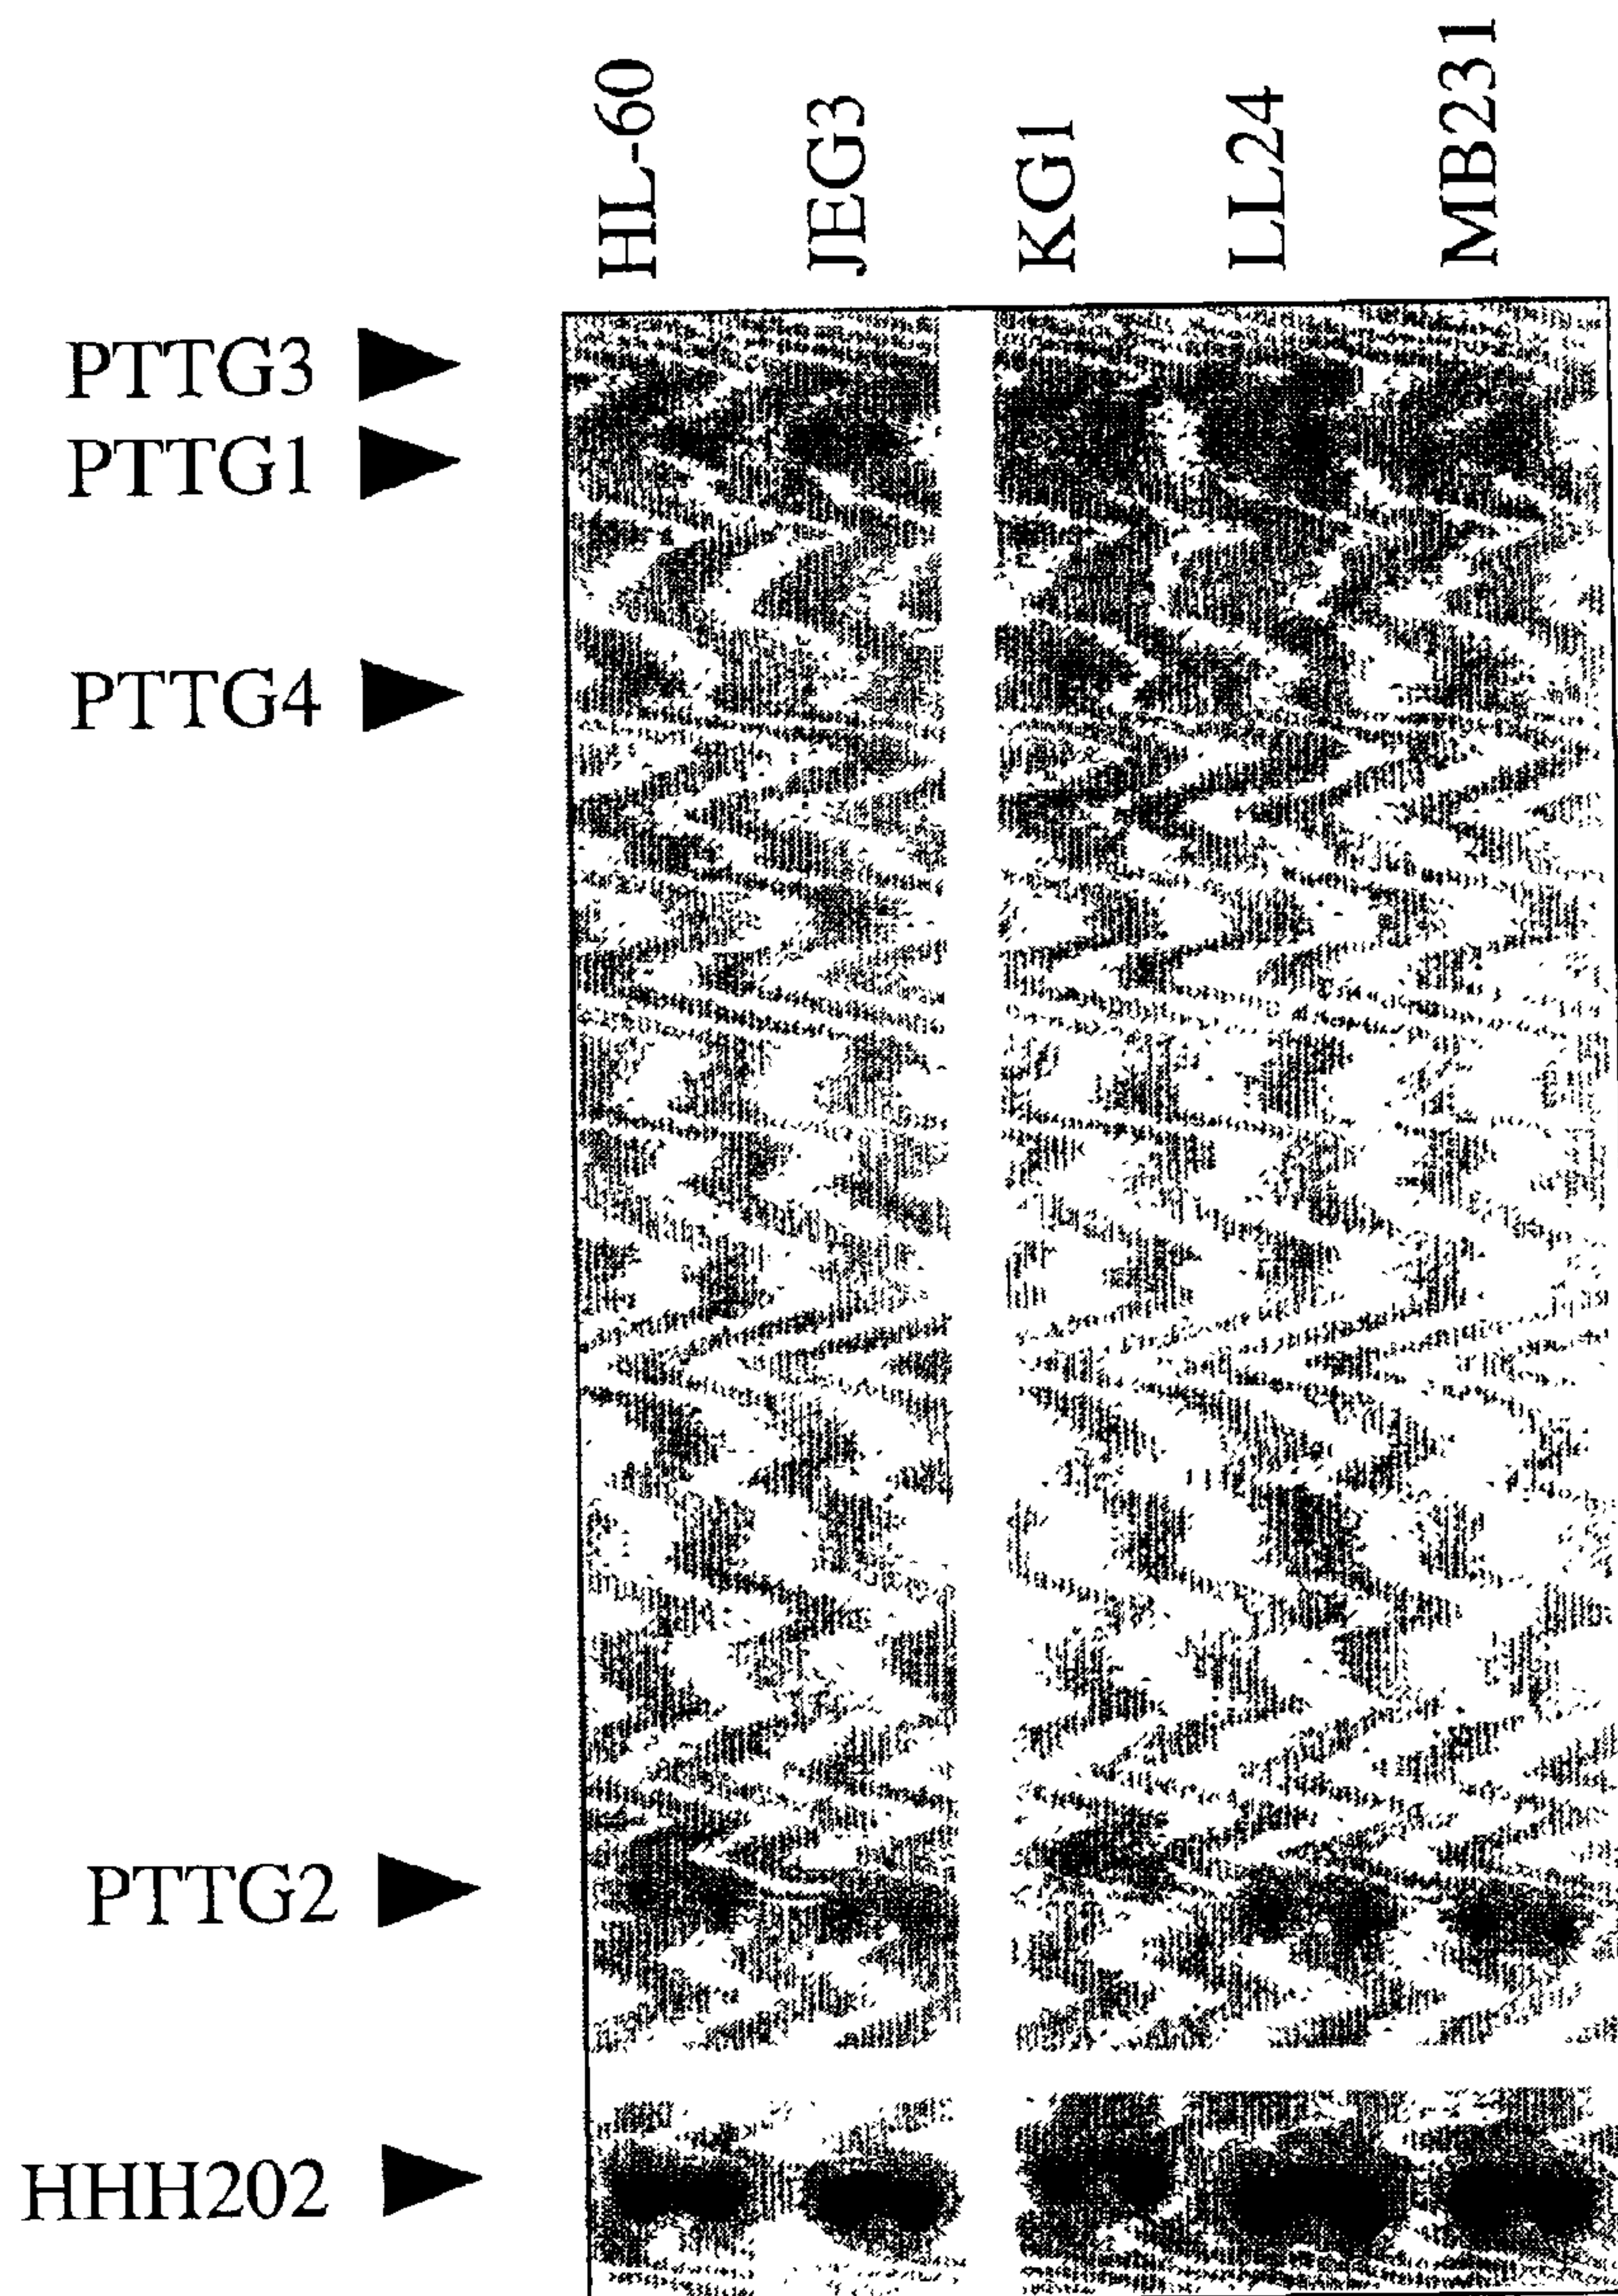 HL-60
JEG3
KG1
LL24
MB231
PTTG3
PTTG1
PTTG4
PTTG2
HHH202